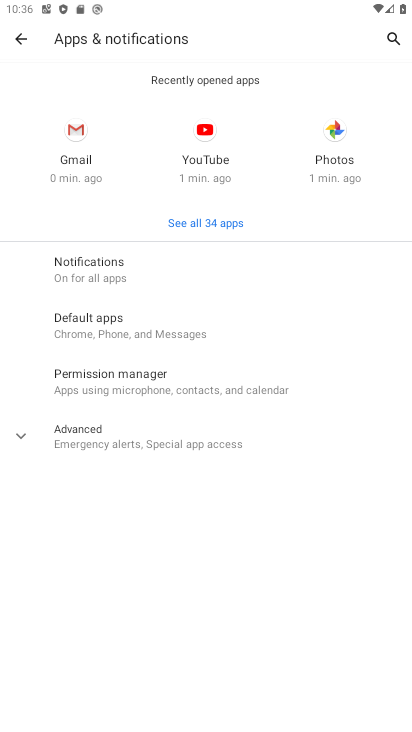 10:36
Apps & notifications
Recently opened apps
Gmail
0 min. ago
YouTube
1 min. ago
Photos
1 min. ago
See all 34 apps
Notifications
On for all apps
Default apps
Chrome, Phone, and Messages
Permission manager
Apps using microphone, contacts, and calendar
Advanced
Emergency alerts, Special app access